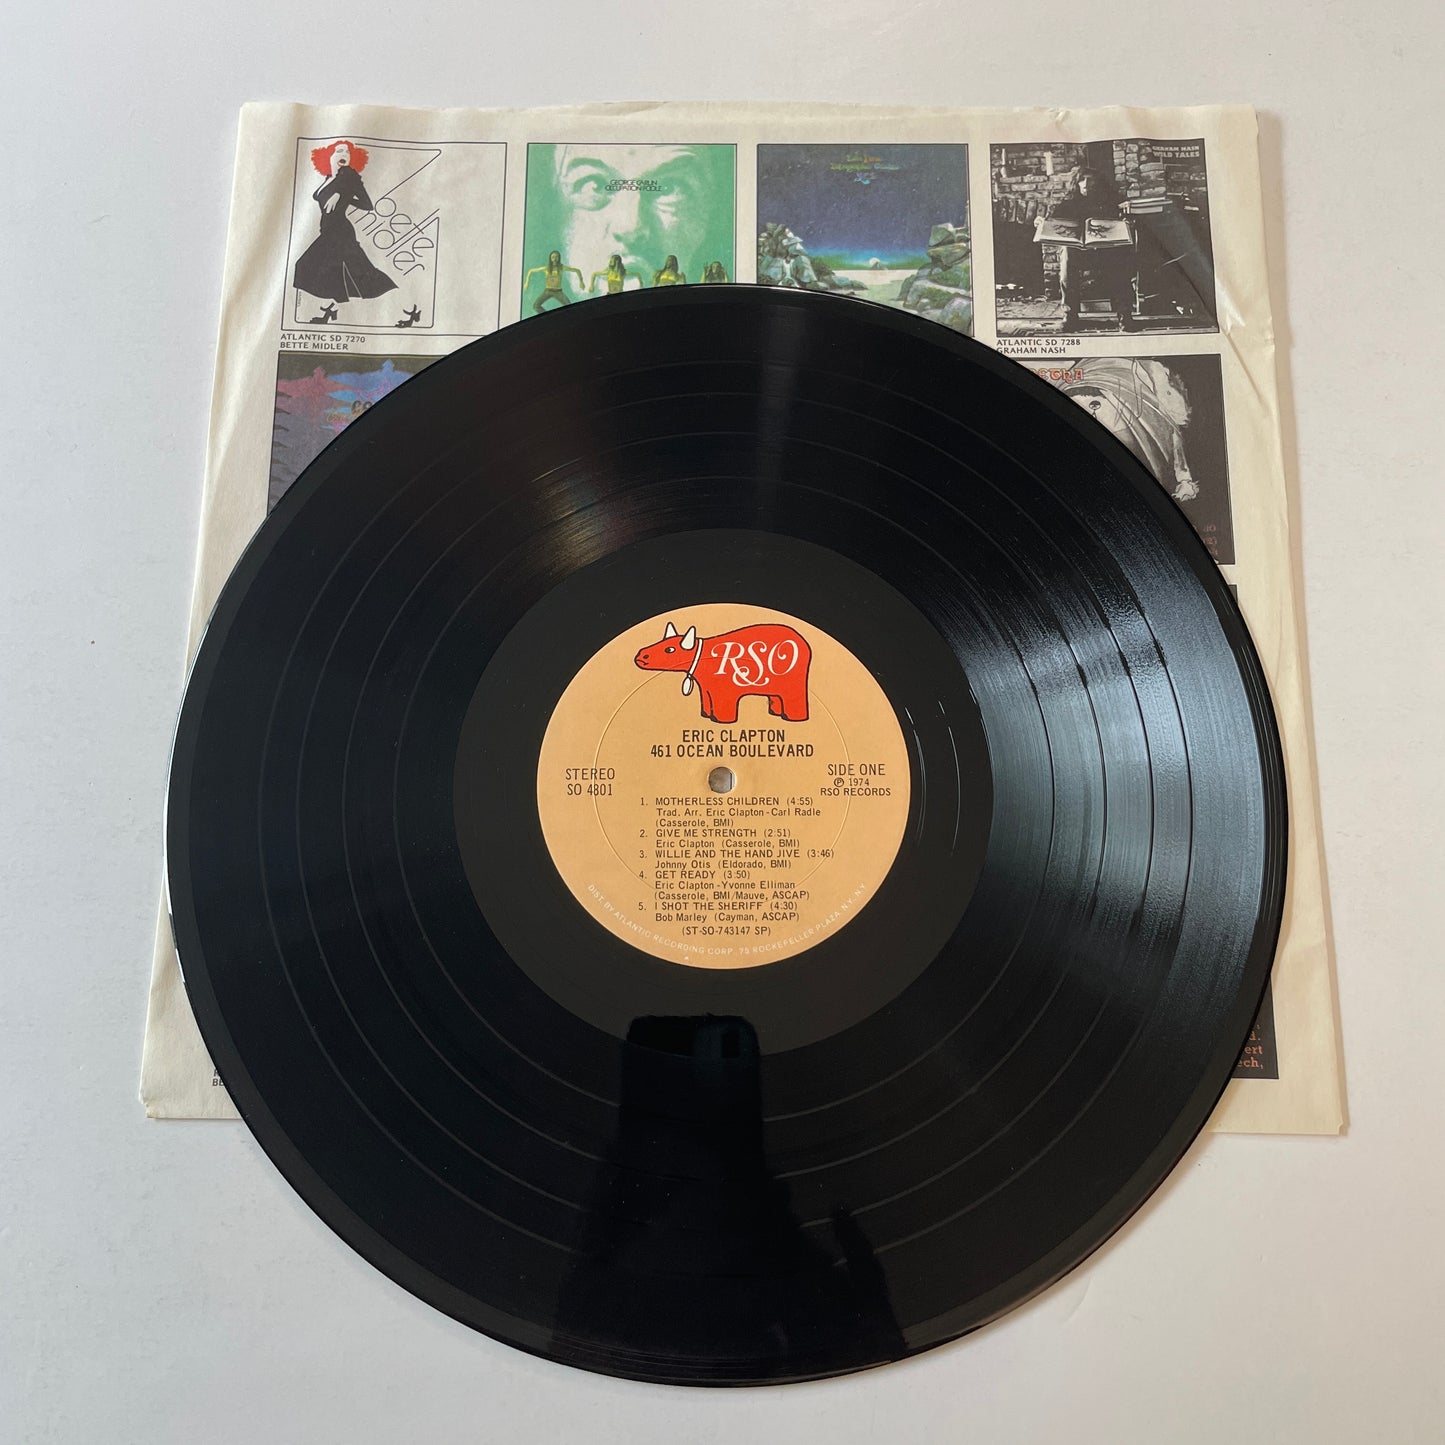 bette
midler
GEORGE CARLIN
OCCUPATION: FOOLE
GRAHAM NASH
WILD TALES
ATLANTIC SD 7270
BETTE MIDLER
ATLANTIC SD 7288
GRAHAM NASH
RSO
ERIC CLAPTON
461 OCEAN BOULEVARD
STEREO
SO 4801
SIDE ONE
℗ 1974
RSO RECORDS
1. MOTHERLESS CHILDREN (4:55)
Trad. Arr. Eric Clapton-Carl Radle
(Casserole, BMI)
2. GIVE ME STRENGTH (2:51)
Eric Clapton (Casserole, BMI)
3. WILLIE AND THE HAND JIVE (3:46)
Johnny Otis (Eldorado, BMI)
4. GET READY (3:50)
Eric Clapton-Yvonne Elliman
(Casserole, BMI/Mauve, ASCAP)
5. I SHOT THE SHERIFF (4:30)
Bob Marley (Cayman, ASCAP)
(ST-SO-743147 SP)
DIST. BY ATLANTIC RECORDING CORP. 75 ROCKEFELLER PLAZA, N.Y. N.Y.